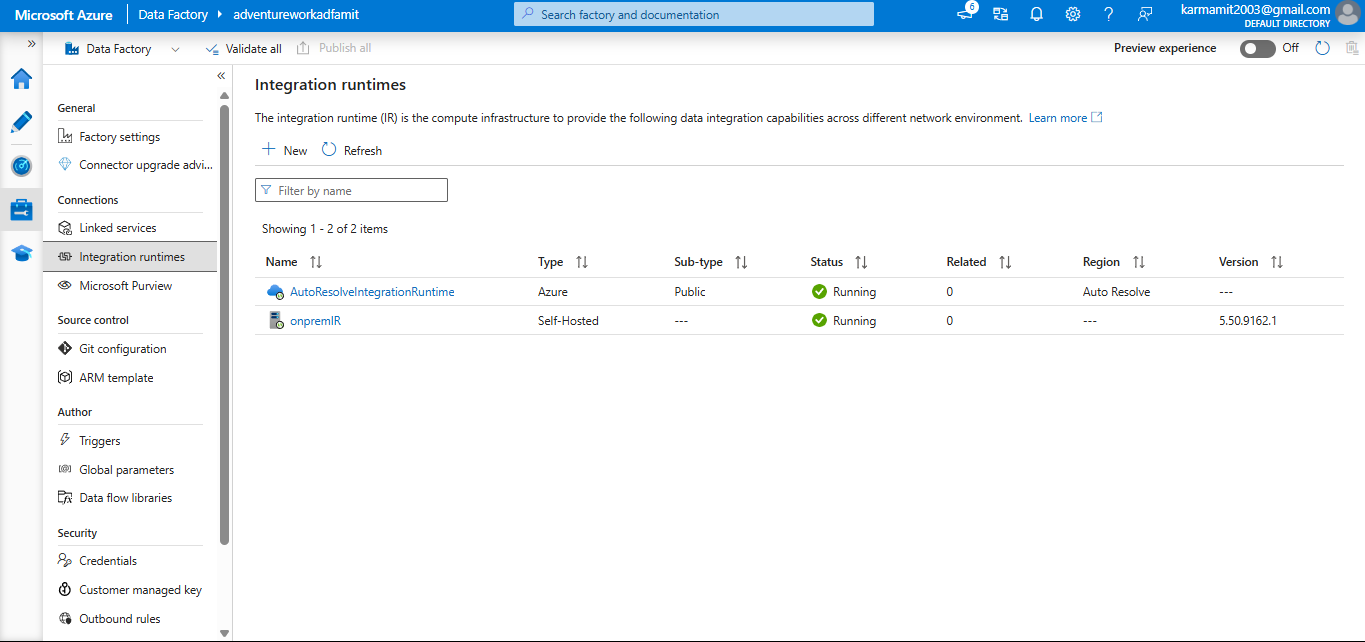 Microsoft Azure Data Factory adventureworkadfamit Search factory and documentation 6 karmamit2003@gmail.com
DEFAULT DIRECTORY
» Data Factory Validate all Publish all Preview experience Off
«
General
Factory settings
Connector upgrade advi...
Connections
Linked services
Integration runtimes
Microsoft Purview
Source control
Git configuration
ARM template
Author
Triggers
Global parameters
Data flow libraries
Security
Credentials
Customer managed key
Outbound rules
Integration runtimes
The integration runtime (IR) is the compute infrastructure to provide the following data integration capabilities across different network environment. Learn more
New Refresh
Filter by name
Showing 1 - 2 of 2 items
Name Type Sub-type Status Related Region Version
AutoResolveIntegrationRuntime Azure Public Running 0 Auto Resolve ---
onpremIR Self-Hosted --- Running 0 --- 5.50.9162.1